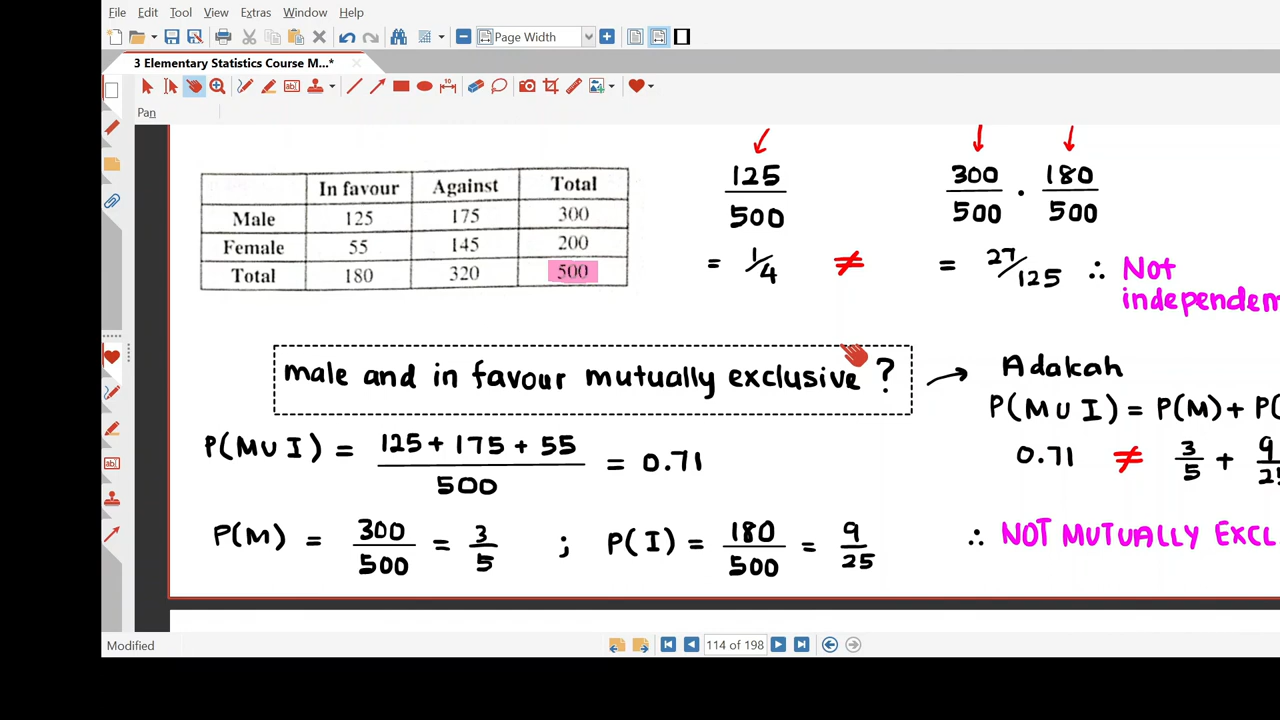 File Edit Tool View Extras Window Help
Page Width
3 Elementary Statistics Course M...*
Pan
In favour Against Total
Male 125 175 300
Female 55 145 200
Total 180 320 500
125/500 300/500 · 180/500
= 1/4 ≠ = 27/125 ∴ Not
independen
male and in favour mutually exclusive ?
Adakah
P(M∪I) = P(M) + P(
0.71 ≠ 3/5 + 9/25
P(M∪I) = 125+175+55/500 = 0.71
P(M) = 300/500 = 3/5 ; P(I) = 180/500 = 9/25
∴ NOT MUTUALLY EXCL
Modified
114 of 198